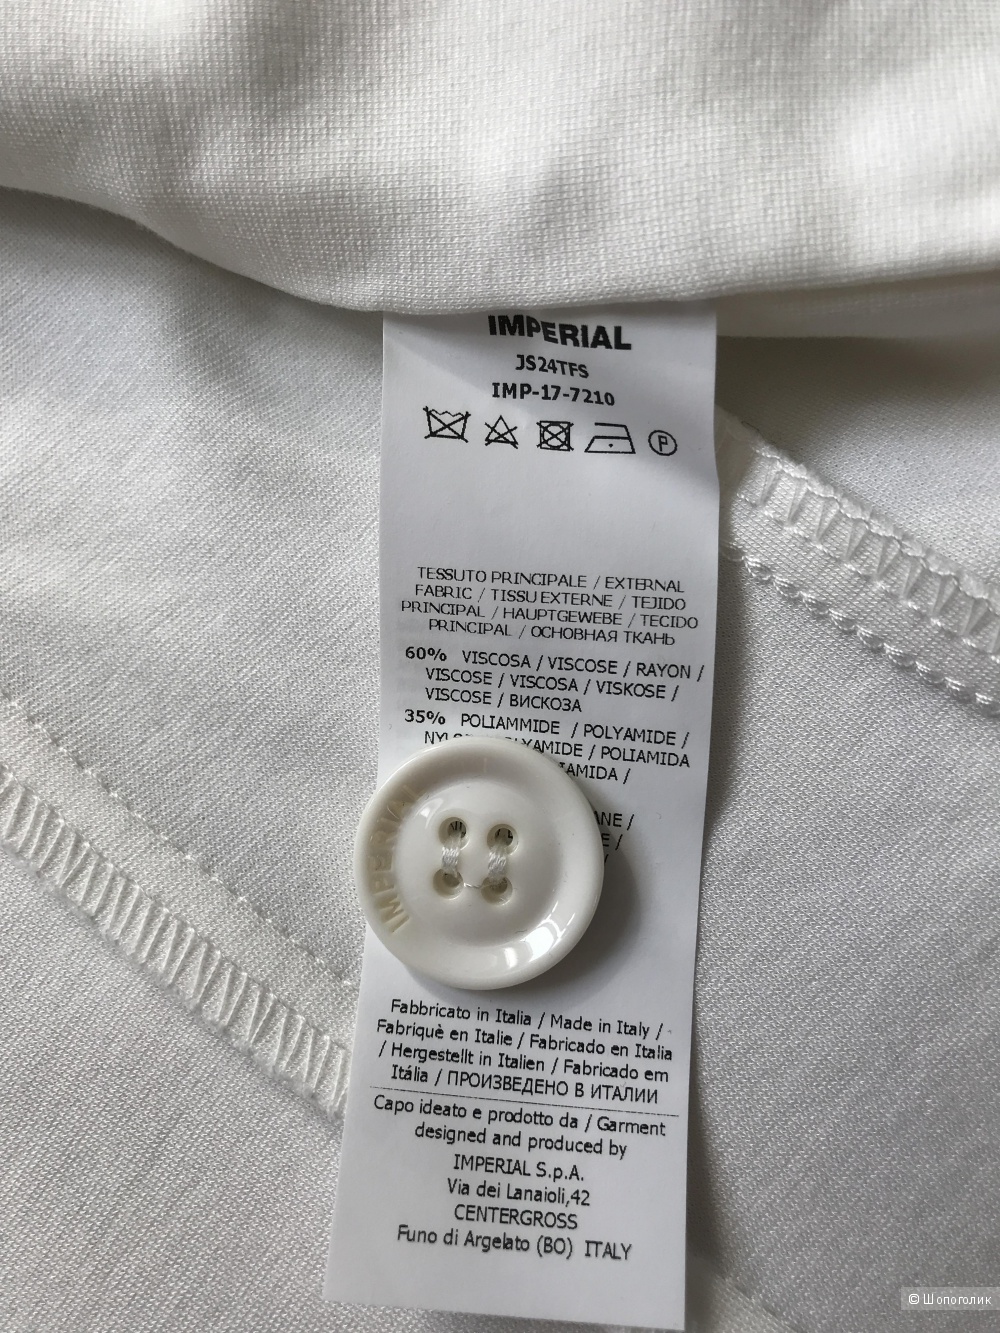 IMPERIAL
JS24TFS
IMP-17-7210
P
TESSUTO PRINCIPALE / EXTERNAL
FABRIC / TISSU EXTERNE / TEJIDO
PRINCIPAL / HAUPTGEWEBE / TECIDO
PRINCIPAL / ОСНОВНАЯ ТКАНЬ
60% VISCOSA / VISCOSE / RAYON /
VISCOSE / VISCOSA / VISKOSE /
VISCOSE / ВИСКОЗА
35% POLIAMMIDE / POLYAMIDE /
/ POLIAMIDA
/
/
/
IMPERIAL
Fabbricato in Italia / Made in Italy /
Fabriquè en Italie / Fabricado en Italia
/ Hergestellt in Italien / Fabricado em
Itália / ПРОИЗВЕДЕНО В ИТАЛИИ
Capo ideato e prodotto da / Garment
designed and produced by
IMPERIAL S.p.A.
Via dei Lanaioli,42
CENTERGROSS
Funo di Argelato (BO) ITALY
© Шопоголик